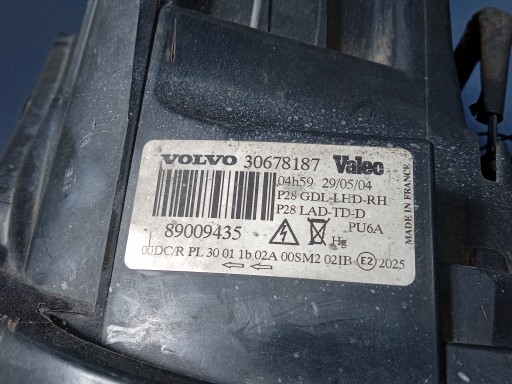 VOLVO 30678187 Valeo
04h59 29/05/04
P28 GDL-LHD-RH
P28 LAD-TD-D
89009435
PU6A
Hg
00DC/R PL 30 01 1b 02A 00SM2 02IB E2 2025
MADE IN FRANCE